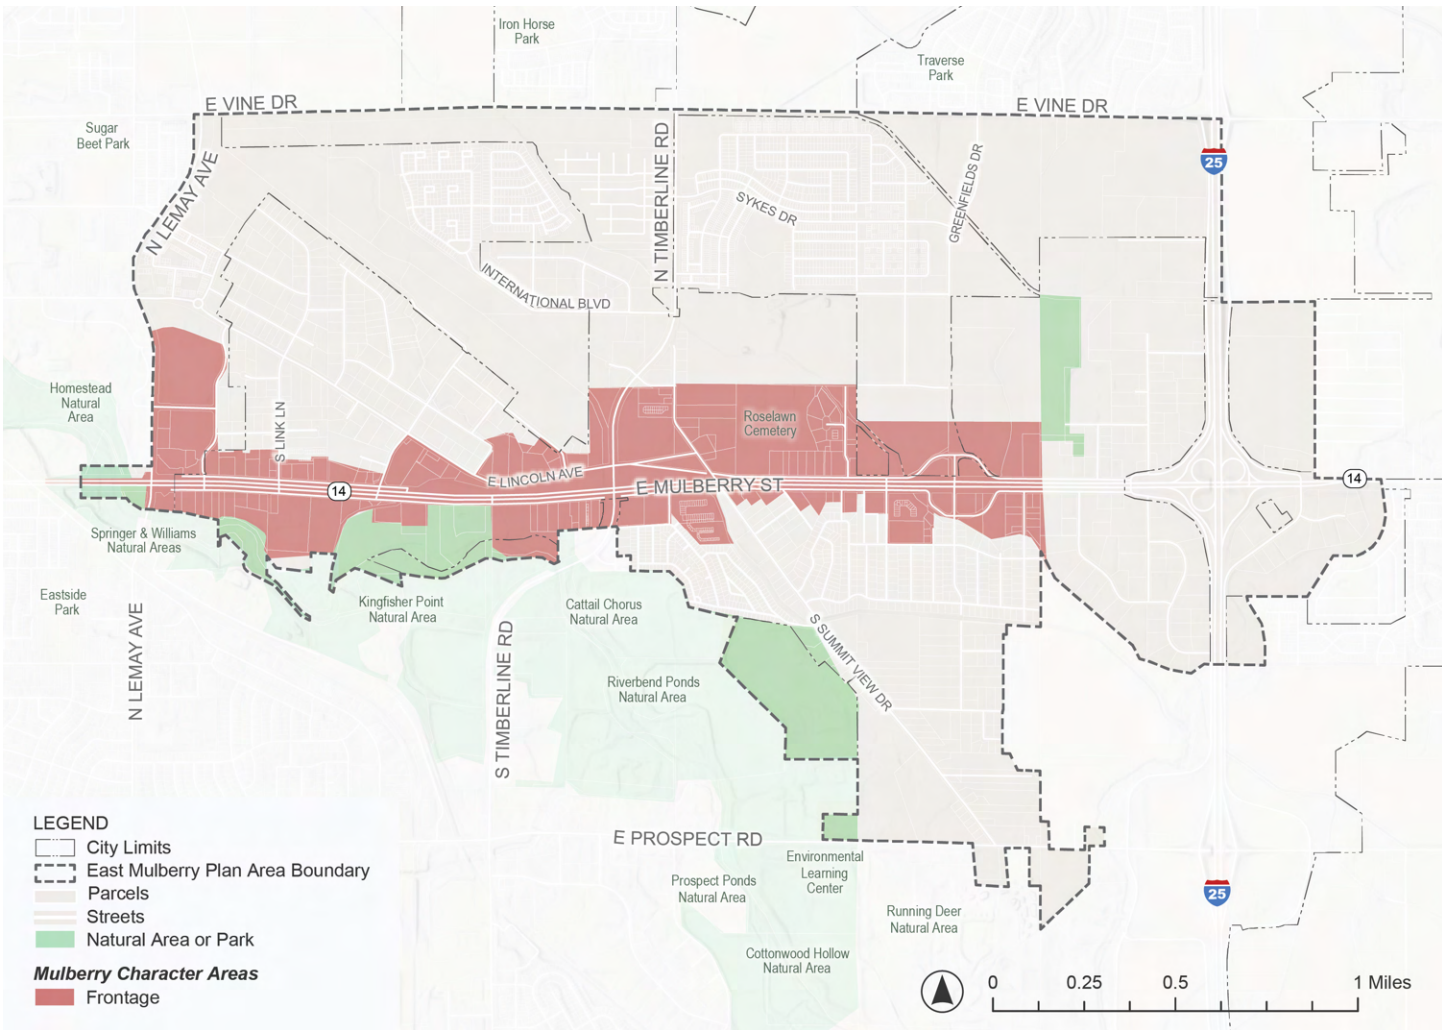 Iron Horse
Park
Traverse
Park
E VINE DR
E VINE DR
Sugar
Beet Park
25
N LEMAY AVE
N TIMBERLINE RD
SYKES DR
GREENFIELDS DR
INTERNATIONAL BLVD
Homestead
Natural
Area
S LINK LN
Roselawn
Cemetery
E LINCOLN AVE
14
E MULBERRY ST
14
Springer & Williams
Natural Areas
Eastside
Park
Kingfisher Point
Natural Area
Cattail Chorus
Natural Area
N LEMAY AVE
S TIMBERLINE RD
S SUMMIT VIEW DR
Riverbend Ponds
Natural Area
E PROSPECT RD
Environmental
Learning
Center
Prospect Ponds
Natural Area
25
Running Deer
Natural Area
Cottonwood Hollow
Natural Area
LEGEND
City Limits
East Mulberry Plan Area Boundary
Parcels
Streets
Natural Area or Park
Mulberry Character Areas
Frontage
0 0.25 0.5 1 Miles